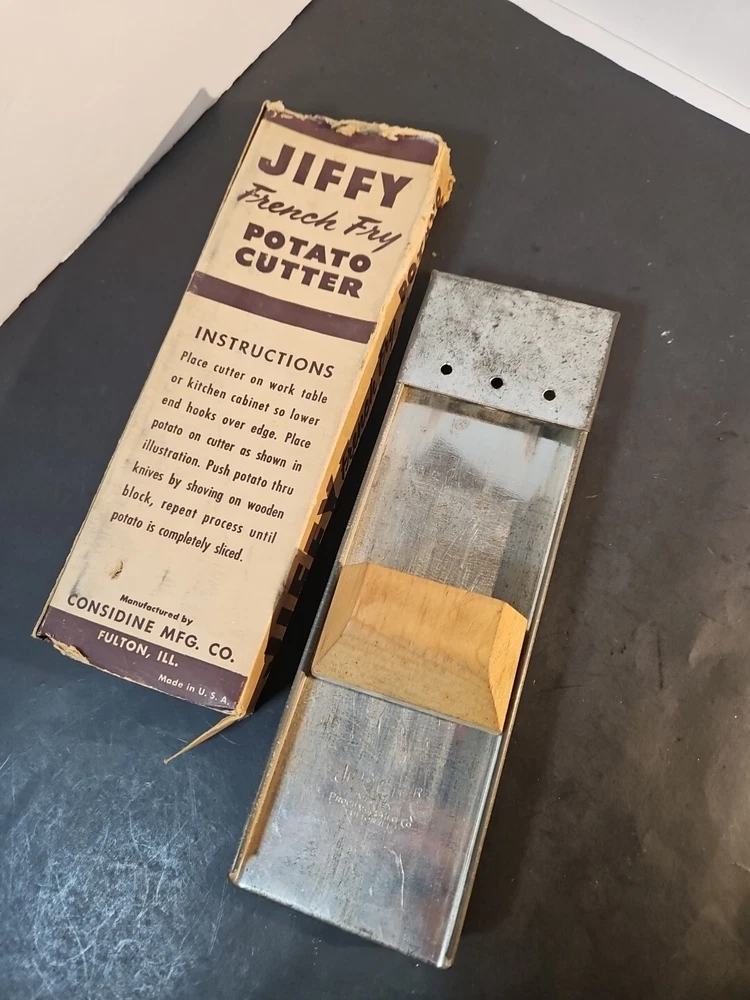 JIFFY
French Fry
POTATO
CUTTER
INSTRUCTIONS
Place cutter on work table
or kitchen cabinet so lower
end hooks over edge. Place
potato on cutter as shown in
illustration. Push potato thru
knives by shoving on wooden
block, repeat process until
potato is completely sliced.
Manufactured by
CONSIDINE MFG. CO.
FULTON, ILL.
Made in U. S. A.